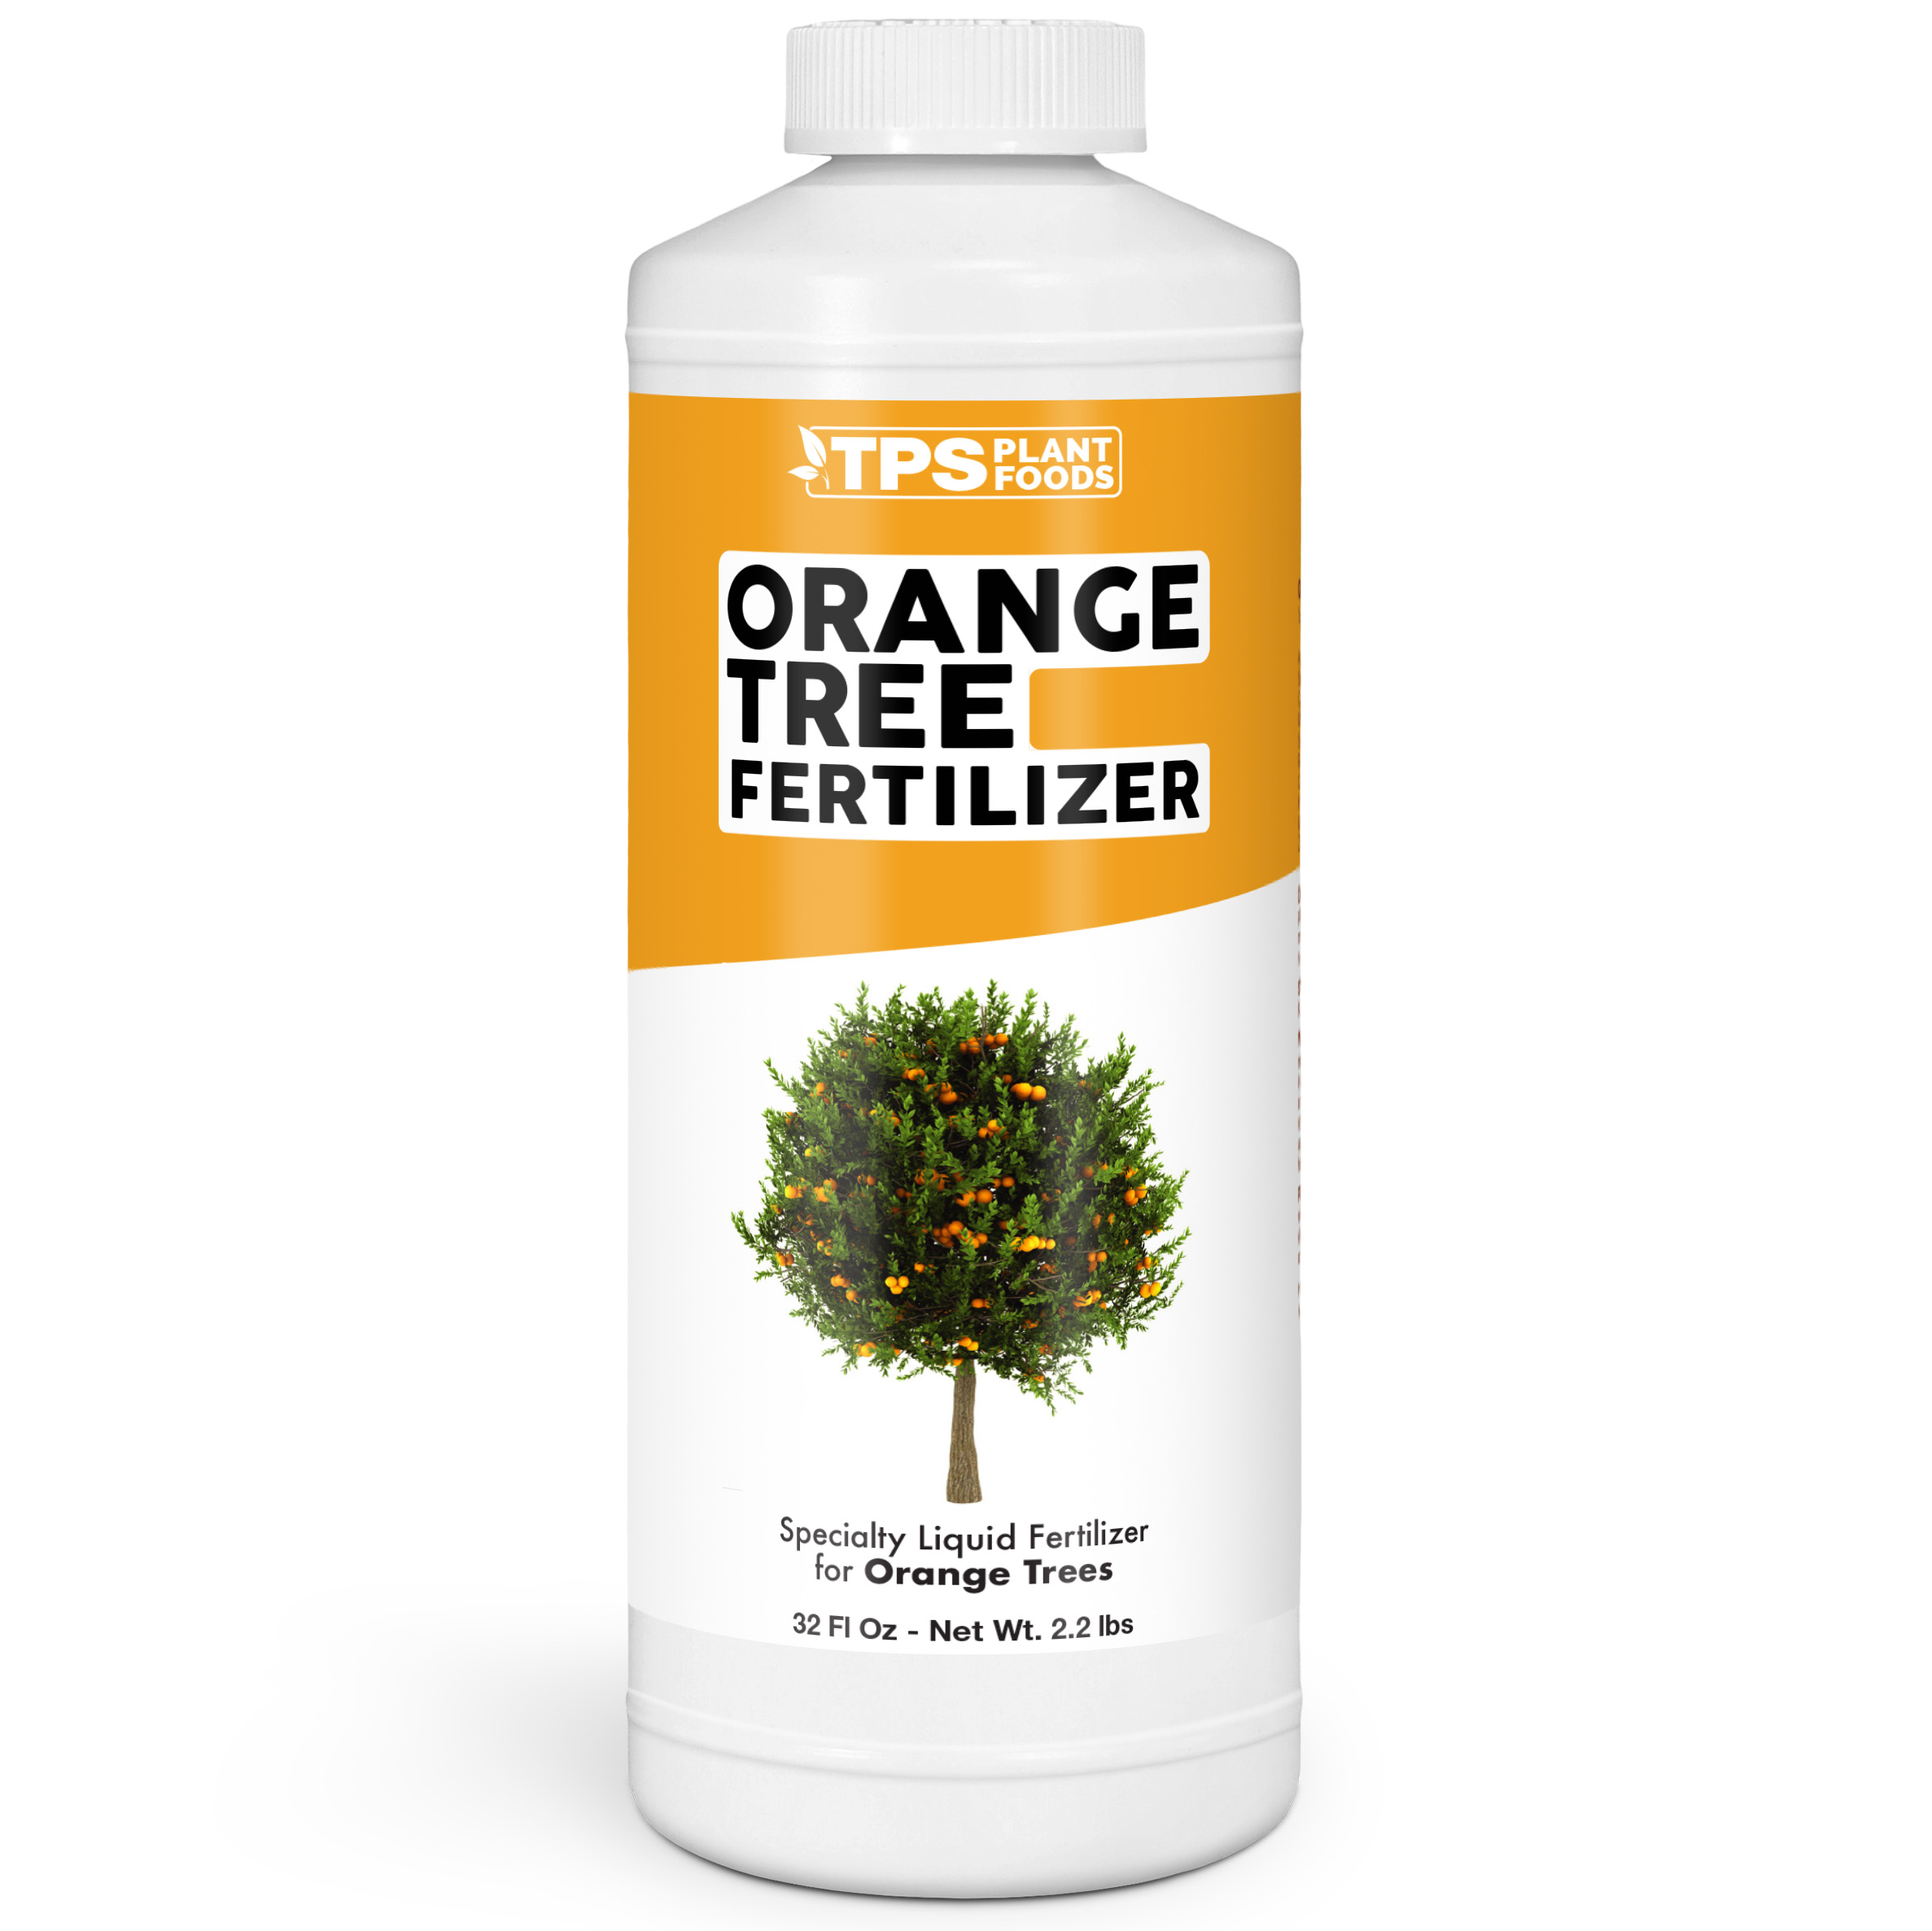 TPS PLANT FOODS
ORANGE
TREE
FERTILIZER
Specialty Liquid Fertilizer
for Orange Trees
32 Fl Oz - Net Wt. 2.2 lbs